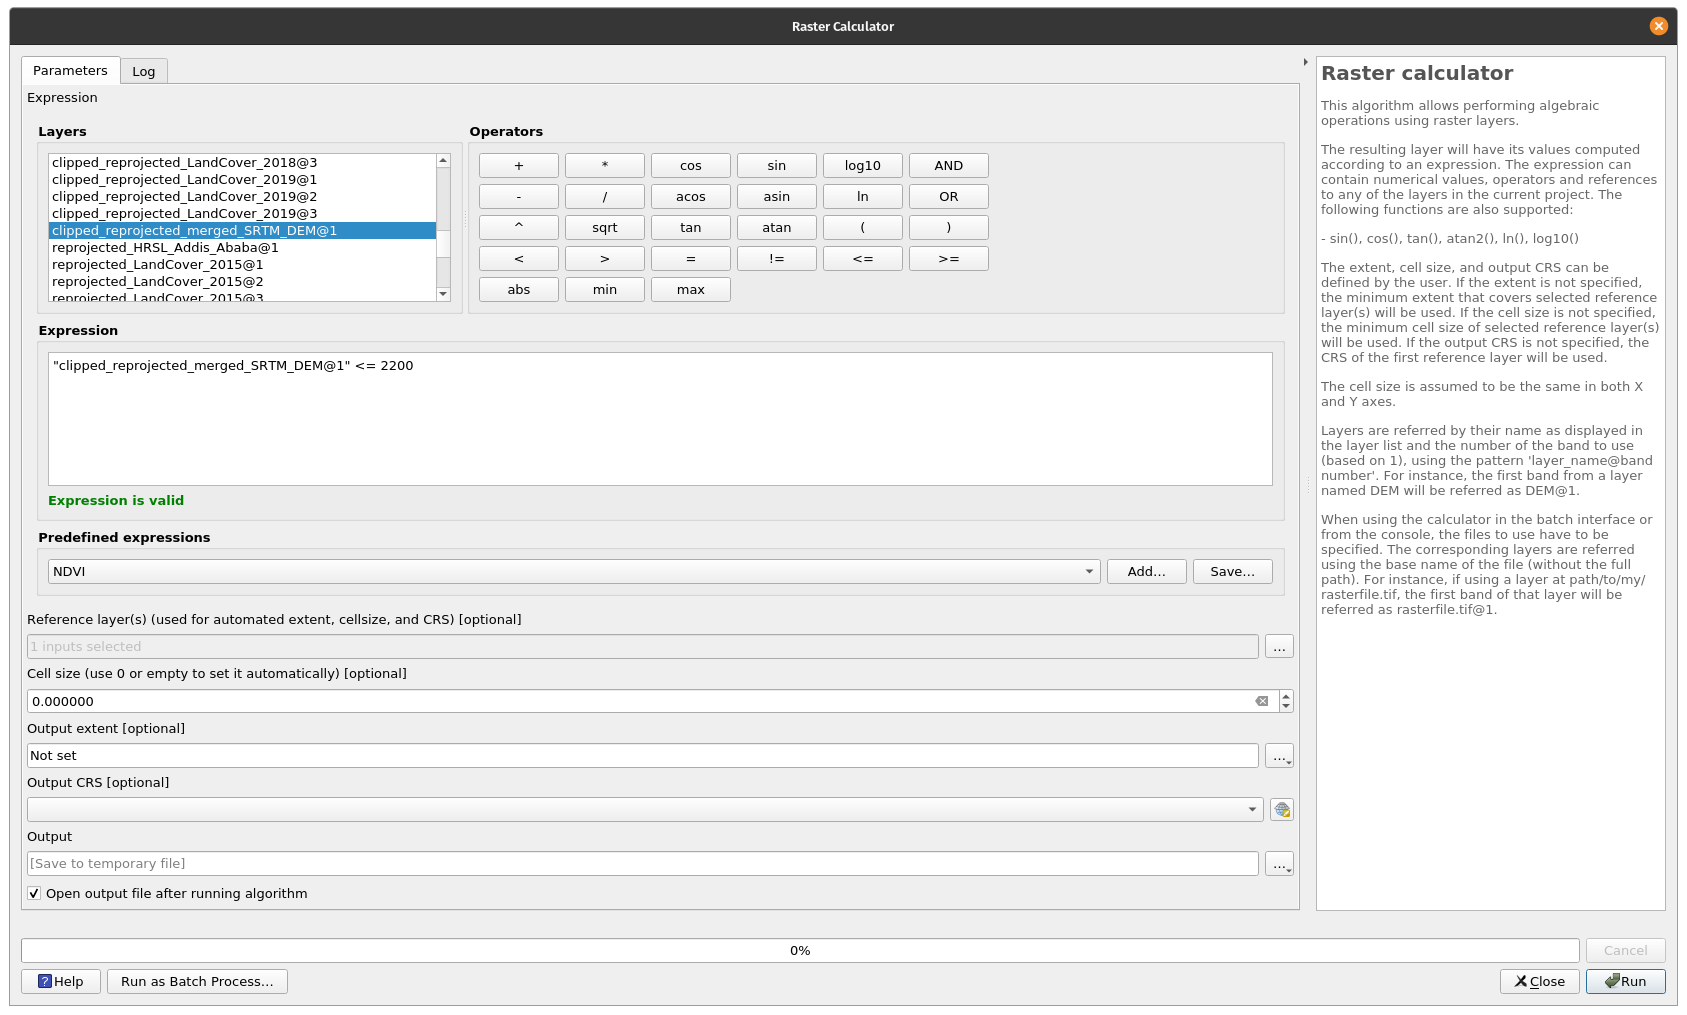 Raster Calculator
Parameters
Log
Expression
Layers
clipped_reprojected_LandCover_2018@3
clipped_reprojected_LandCover_2019@1
clipped_reprojected_LandCover_2019@2
clipped_reprojected_LandCover_2019@3
clipped_reprojected_merged_SRTM_DEM@1
reprojected_HRSL_Addis_Ababa@1
reprojected_LandCover_2015@1
reprojected_LandCover_2015@2
reprojected_LandCover_2015@3
Operators
+ * cos sin log10 AND
- / acos asin ln OR
^ sqrt tan atan ( )
< > = != <= >=
abs min max
Expression
"clipped_reprojected_merged_SRTM_DEM@1" <= 2200
Expression is valid
Predefined expressions
NDVI
Add...
Save...
Reference layer(s) (used for automated extent, cellsize, and CRS) [optional]
1 inputs selected
...
Cell size (use 0 or empty to set it automatically) [optional]
0.000000
Output extent [optional]
Not set
...
Output CRS [optional]
Output
[Save to temporary file]
...
Open output file after running algorithm
Raster calculator
This algorithm allows performing algebraic
operations using raster layers.
The resulting layer will have its values computed
according to an expression. The expression can
contain numerical values, operators and references
to any of the layers in the current project. The
following functions are also supported:
- sin(), cos(), tan(), atan2(), ln(), log10()
The extent, cell size, and output CRS can be
defined by the user. If the extent is not specified,
the minimum extent that covers selected reference
layer(s) will be used. If the cell size is not specified,
the minimum cell size of selected reference layer(s)
will be used. If the output CRS is not specified, the
CRS of the first reference layer will be used.
The cell size is assumed to be the same in both X
and Y axes.
Layers are referred by their name as displayed in
the layer list and the number of the band to use
(based on 1), using the pattern 'layer_name@band
number'. For instance, the first band from a layer
named DEM will be referred as DEM@1.
When using the calculator in the batch interface or
from the console, the files to use have to be
specified. The corresponding layers are referred
using the base name of the file (without the full
path). For instance, if using a layer at path/to/my/
rasterfile.tif, the first band of that layer will be
referred as rasterfile.tif@1.
0%
Cancel
? Help
Run as Batch Process...
Close
Run